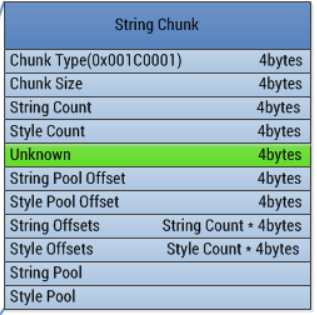 String Chunk
Chunk Type(0x001C0001) 4bytes
Chunk Size 4bytes
String Count 4bytes
Style Count 4bytes
Unknown 4bytes
String Pool Offset 4bytes
Style Pool Offset 4bytes
String Offsets String Count * 4bytes
Style Offsets Style Count * 4bytes
String Pool
Style Pool